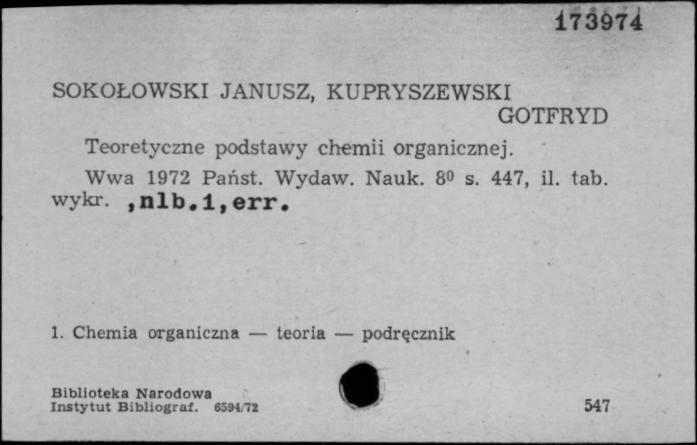 173974
SOKOŁOWSKI JANUSZ, KUPRYSZEWSKI
GOTFRYD
Teoretyczne podstawy chemii organicznej.
Wwa 1972 Państ. Wydaw. Nauk. 8⁰ s. 447, il. tab.
wykr. ,nlb.1,err.
1. Chemia organiczna — teoria — podręcznik
Biblioteka Narodowa
Instytut Bibliograf. 6594/72
547